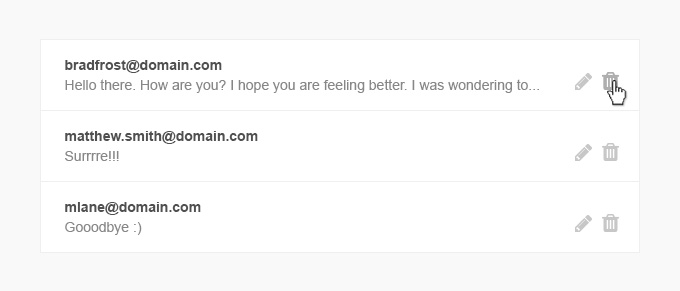 bradfrost@domain.com
Hello there. How are you? I hope you are feeling better. I was wondering to...
matthew.smith@domain.com
Surrrre!!!
mlane@domain.com
Gooodbye :)